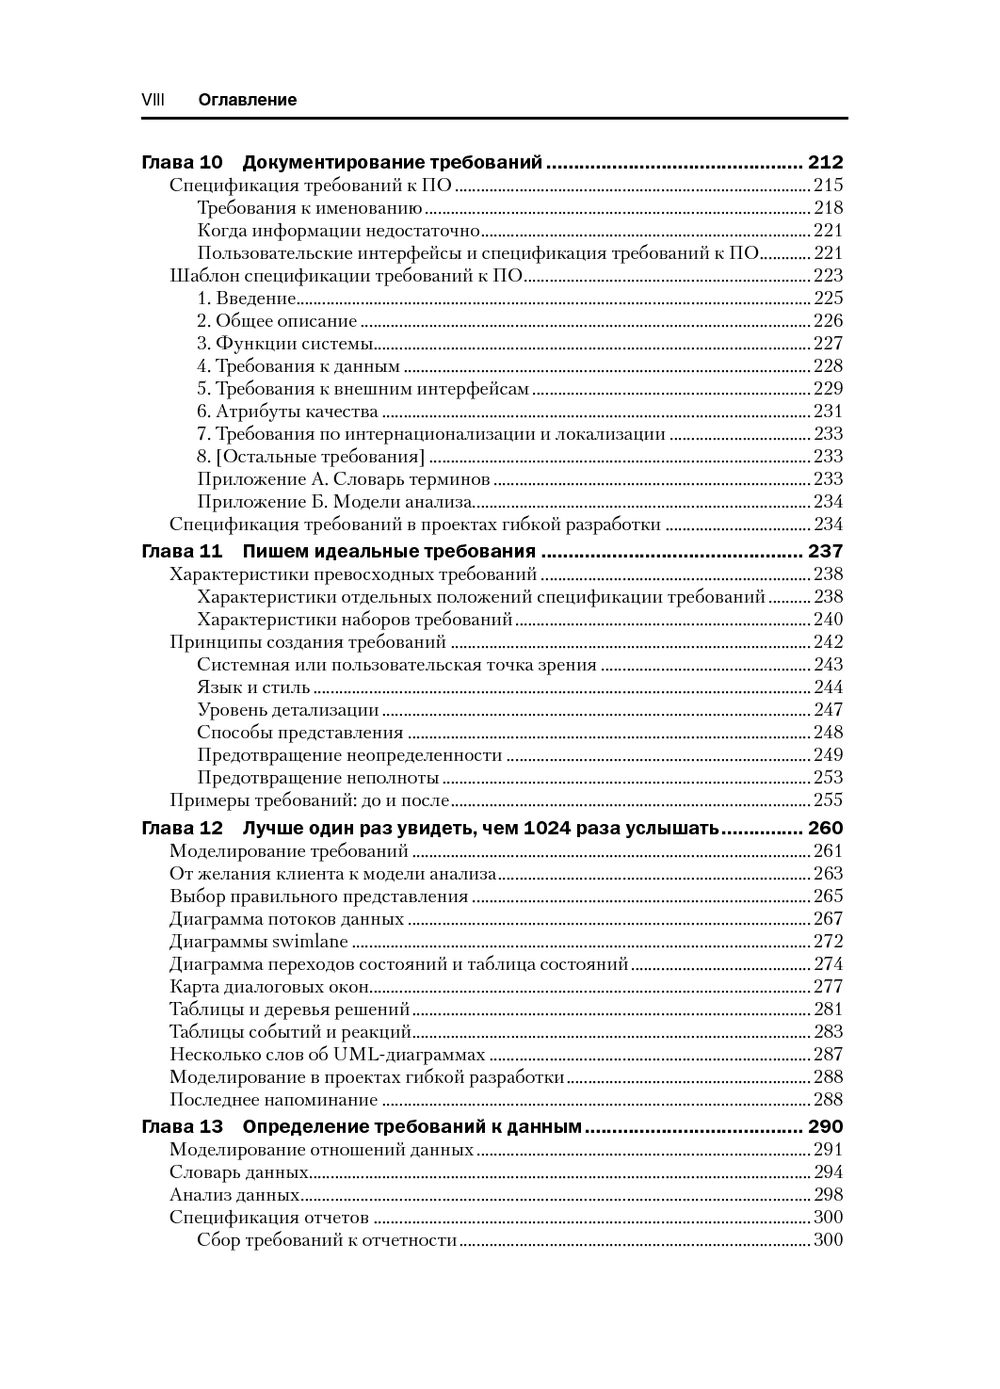 VIII Оглавление
Глава 10 Документирование требований 212
Спецификация требований к ПО 215
Требования к именованию 218
Когда информации недостаточно 221
Пользовательские интерфейсы и спецификация требований к ПО 221
Шаблон спецификации требований к ПО 223
1. Введение 225
2. Общее описание 226
3. Функции системы 227
4. Требования к данным 228
5. Требования к внешним интерфейсам 229
6. Атрибуты качества 231
7. Требования по интернационализации и локализации 233
8. [Остальные требования] 233
Приложение А. Словарь терминов 233
Приложение Б. Модели анализа 234
Спецификация требований в проектах гибкой разработки 234
Глава 11 Пишем идеальные требования 237
Характеристики превосходных требований 238
Характеристики отдельных положений спецификации требований 238
Характеристики наборов требований 240
Принципы создания требований 242
Системная или пользовательская точка зрения 243
Язык и стиль 244
Уровень детализации 247
Способы представления 248
Предотвращение неопределенности 249
Предотвращение неполноты 253
Примеры требований: до и после 255
Глава 12 Лучше один раз увидеть, чем 1024 раза услышать 260
Моделирование требований 261
От желания клиента к модели анализа 263
Выбор правильного представления 265
Диаграмма потоков данных 267
Диаграммы swimlane 272
Диаграмма переходов состояний и таблица состояний 274
Карта диалоговых окон 277
Таблицы и деревья решений 281
Таблицы событий и реакций 283
Несколько слов об UML-диаграммах 287
Моделирование в проектах гибкой разработки 288
Последнее напоминание 288
Глава 13 Определение требований к данным 290
Моделирование отношений данных 291
Словарь данных 294
Анализ данных 298
Спецификация отчетов 300
Сбор требований к отчетности 300